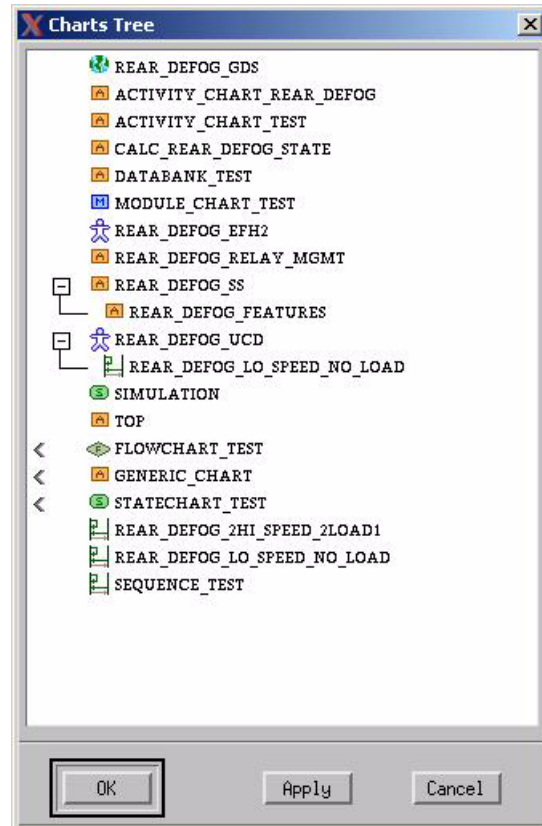 Charts Tree
REAR_DEFOG_GDS
A ACTIVITY_CHART_REAR_DEFOG
A ACTIVITY_CHART_TEST
A CALC_REAR_DEFOG_STATE
A DATABANK_TEST
M MODULE_CHART_TEST
REAR_DEFOG_EFH2
A REAR_DEFOG_RELAY_MGMT
A REAR_DEFOG_SS
A REAR_DEFOG_FEATURES
REAR_DEFOG_UCD
REAR_DEFOG_LO_SPEED_NO_LOAD
S SIMULATION
A TOP
< F FLOWCHART_TEST
< A GENERIC_CHART
< S STATECHART_TEST
REAR_DEFOG_2HI_SPEED_2LOAD1
REAR_DEFOG_LO_SPEED_NO_LOAD
SEQUENCE_TEST
OK Apply Cancel